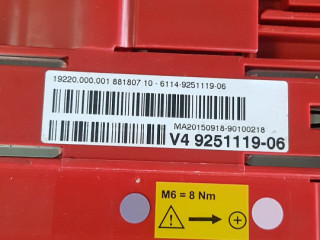 19220.000.001 881807 10 - 6114-9251119-06
MA20150918-90100218
V4 9251119-06
M6 = 8 Nm